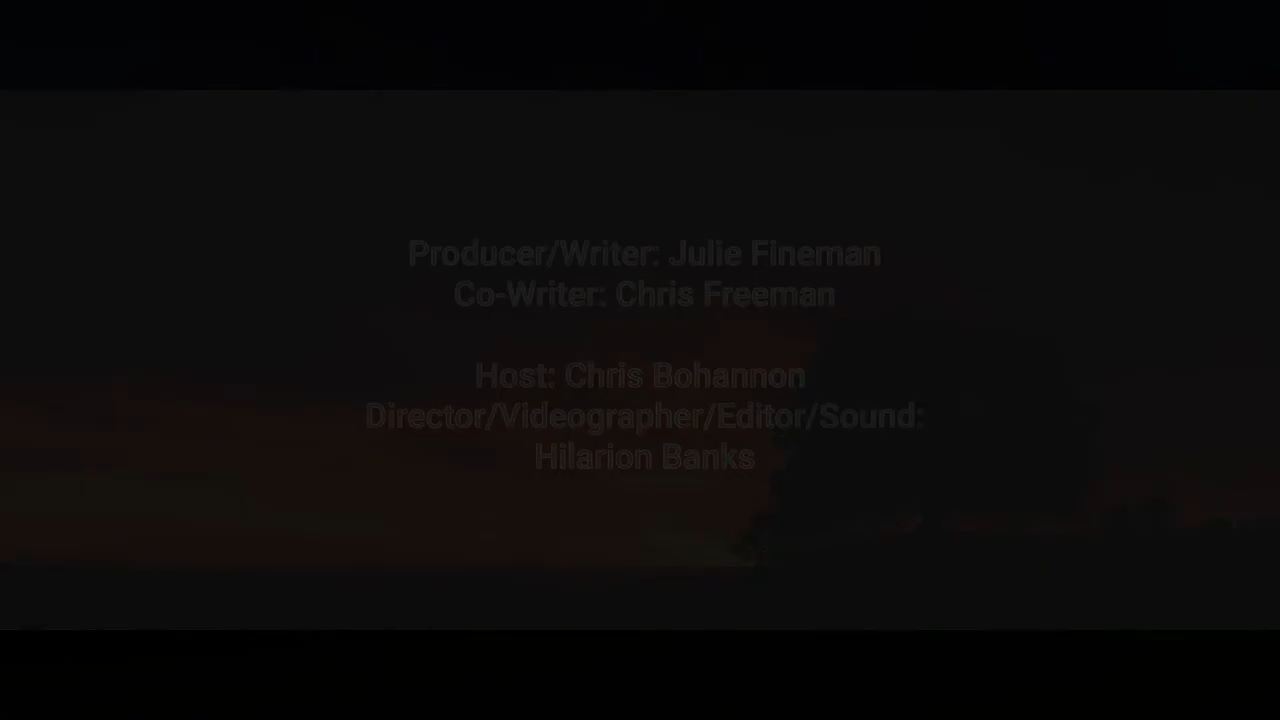 Producer/Writer: Julie Fineman
Co-Writer: Chris Freeman
Host: Chris Bohannon
Director/Videographer/Editor/Sound:
Hilarion Banks